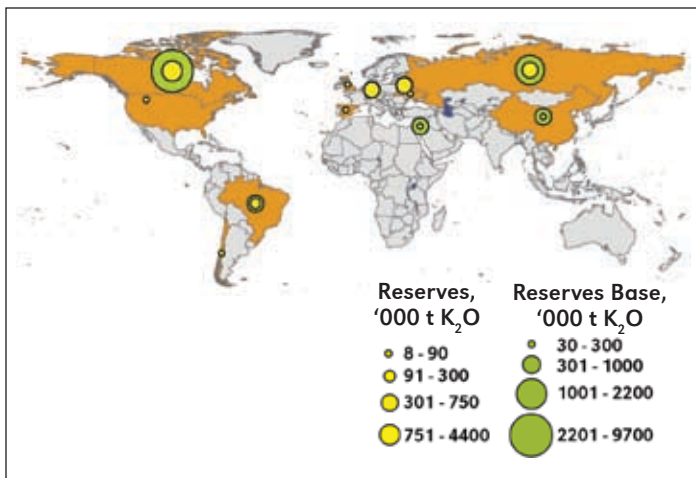 Reserves,
‘000 t K₂O
8 - 90
91 - 300
301 - 750
751 - 4400
Reserves Base,
‘000 t K₂O
30 - 300
301 - 1000
1001 - 2200
2201 - 9700